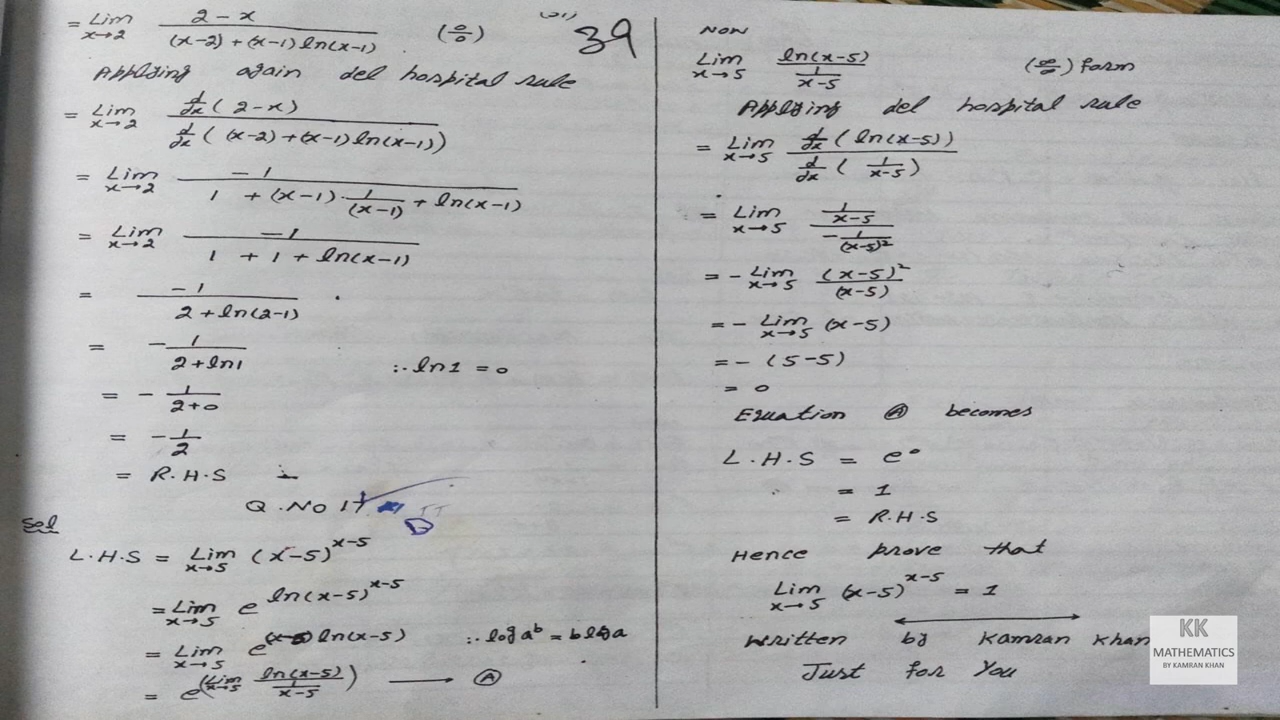 = Lim x→2 (2-x)/((x-2)+(x-1)ln(x-1)) (0/0)
(21) 39
Applying again del hospital rule
= Lim x→2 (d/dx(2-x))/(d/dx((x-2)+(x-1)ln(x-1)))
= Lim x→2 (-1)/(1+(x-1)·1/(x-1)+ln(x-1))
= Lim x→2 (-1)/(1+1+ln(x-1))
= (-1)/(2+ln(2-1))
= -1/(2+ln1) ∵ ln1 = 0
= -1/(2+0)
= -1/2
= R.H.S
Q.No
Sol
L.H.S = Lim x→5 (x-5)^(x-5)
= Lim x→5 e^(ln(x-5)^(x-5))
= Lim x→5 e^((x-5)ln(x-5)) ∵ log a^b = b log a
= e^(Lim x→5 ln(x-5)/(1/(x-5))) → Ⓐ
Now
Lim x→5 ln(x-5)/(1/(x-5)) (∞/∞) form
Applying del hospital rule
= Lim x→5 (d/dx(ln(x-5)))/(d/dx(1/(x-5)))
= Lim x→5 (1/(x-5))/(-1/(x-5)²)
= -Lim x→5 (x-5)²/(x-5)
= - Lim x→5 (x-5)
= - (5-5)
= 0
Equation Ⓐ becomes
L.H.S = e⁰
= 1
= R.H.S
Hence prove that
Lim x→5 (x-5)^(x-5) = 1
Written by Kamran Khan
Just for You
KK
MATHEMATICS
BY KAMRAN KHAN